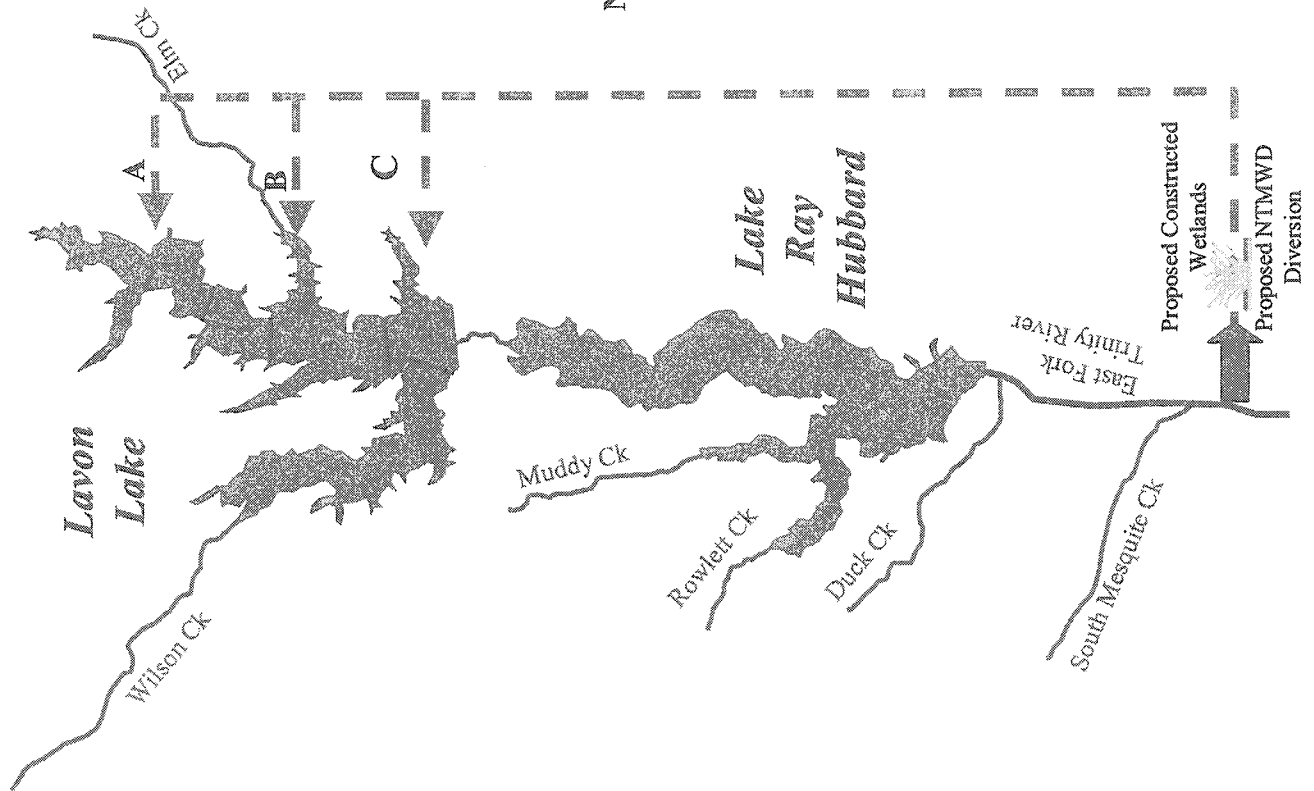 Elm Ck
A
B
C
Lavon
Lake
Wilson Ck
N
Lake
Ray
Hubbard
Muddy Ck
Rowlett Ck
Duck Ck
East Fork
Trinity River
South Mesquite Ck
Proposed Constructed
Wetlands
Proposed NTMWD
Diversion